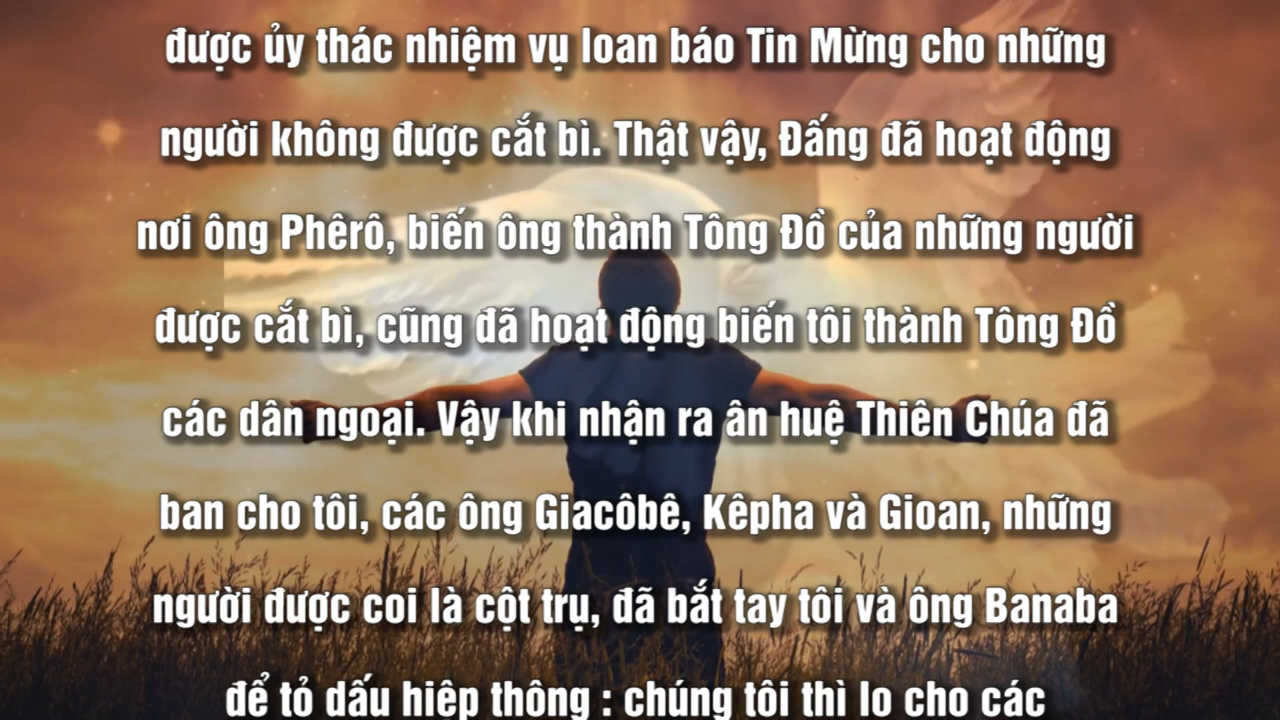 được ủy thác nhiệm vụ loan báo Tin Mừng cho những
người không được cắt bì. Thật vậy, Đấng đã hoạt động
nơi ông Phêrô, biến ông thành Tông Đồ của những người
được cắt bì, cũng đã hoạt động biến tôi thành Tông Đồ
các dân ngoại. Vậy khi nhận ra ân huệ Thiên Chúa đã
ban cho tôi, các ông Giacôbê, Kêpha và Gioan, những
người được coi là cột trụ, đã bắt tay tôi và ông Banaba
để tỏ dấu hiệp thông : chúng tôi thì lo cho các